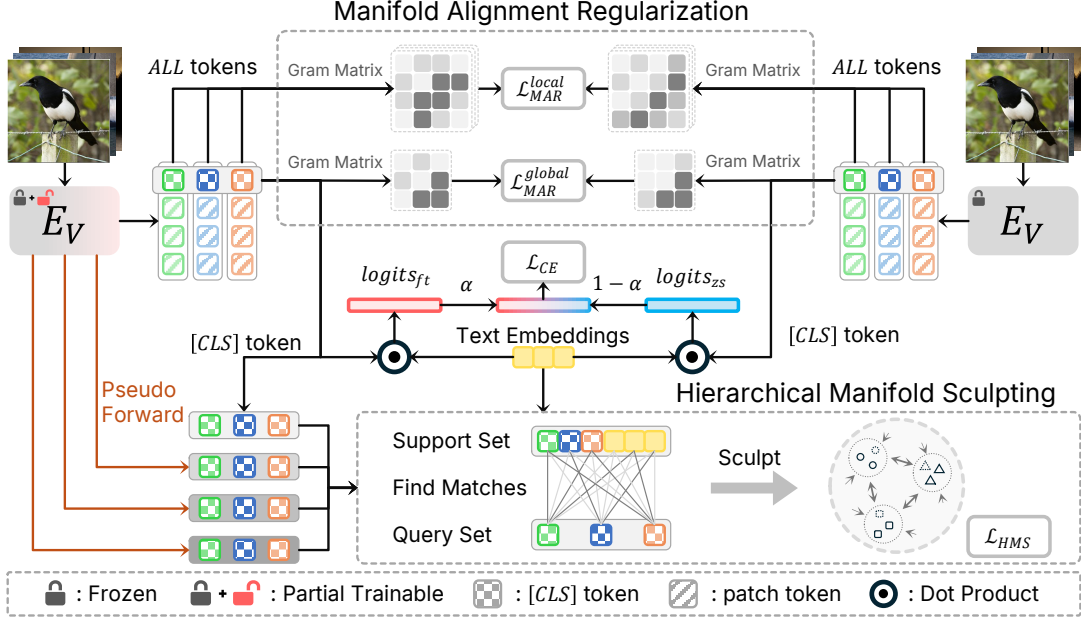 Manifold Alignment Regularization
ALL tokens
Gram Matrix
L_MAR^local
Gram Matrix
ALL tokens
Gram Matrix
L_MAR^global
Gram Matrix
+
E_V
E_V
logits_ft
α
L_CE
1 − α
logits_zs
[CLS] token
Text Embeddings
[CLS] token
Pseudo
Forward
Hierarchical Manifold Sculpting
Support Set
Find Matches
Query Set
Sculpt
L_HMS
: Frozen
+ : Partial Trainable
: [CLS] token
: patch token
: Dot Product